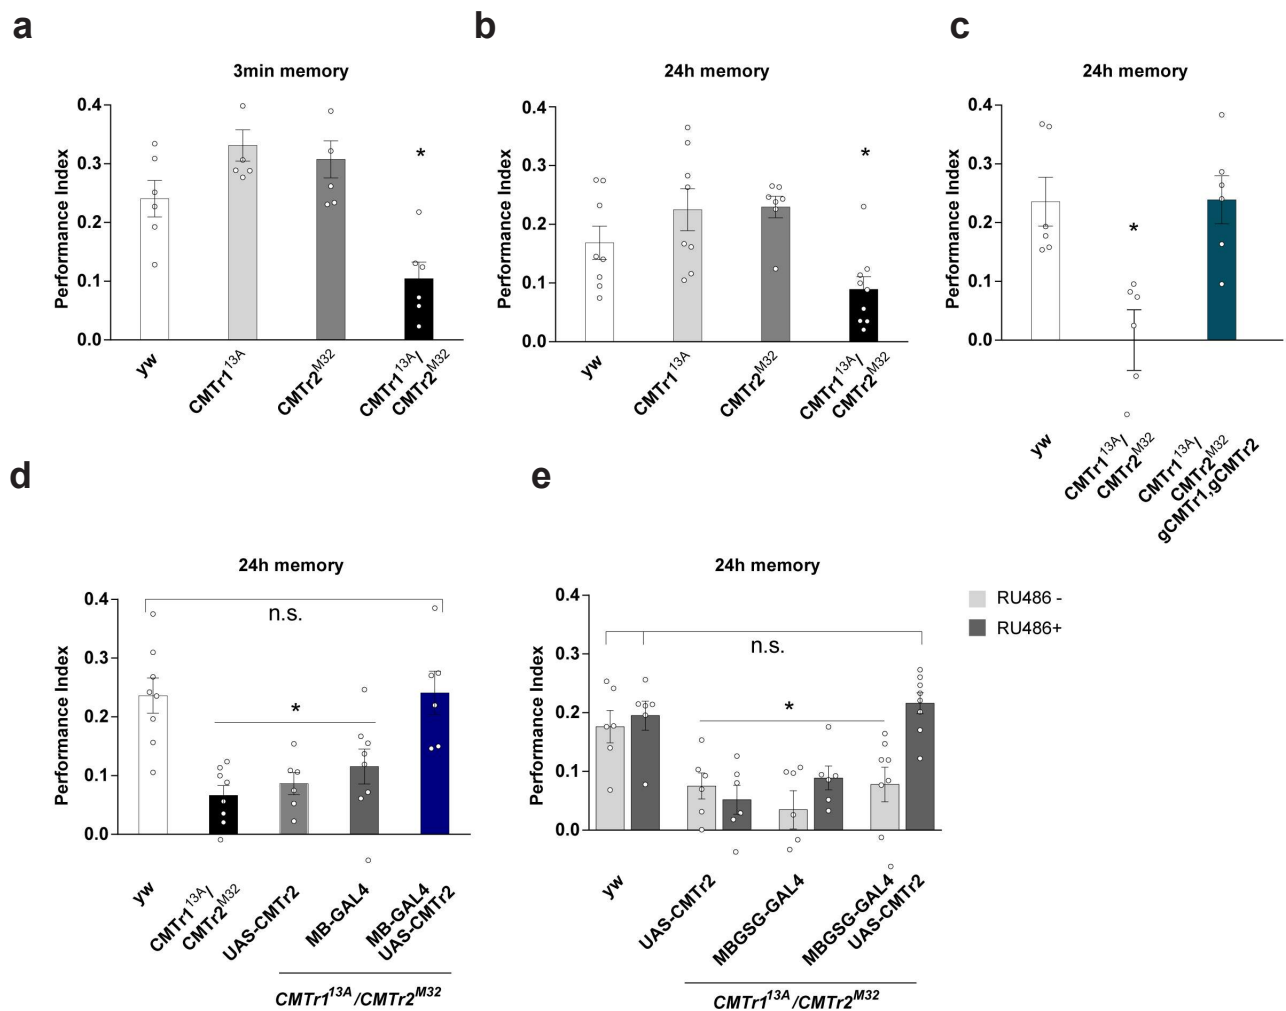 a
3min memory
Performance Index
0.4
0.3
0.2
0.1
0.0
*
yw
CMTr1^13A
CMTr2^M32
CMTr1^13A/
CMTr2^M32
b
24h memory
Performance Index
0.4
0.3
0.2
0.1
0.0
*
yw
CMTr1^13A
CMTr2^M32
CMTr1^13A/
CMTr2^M32
c
24h memory
Performance Index
0.4
0.3
0.2
0.1
0.0
*
yw
CMTr1^13A/
CMTr2^M32
CMTr1^13A/
CMTr2^M32
gCMTr1,gCMTr2
d
24h memory
Performance Index
0.4
0.3
0.2
0.1
0.0
n.s.
*
yw
CMTr1^13A/
CMTr2^M32
UAS-CMTr2
MB-GAL4
MB-GAL4
UAS-CMTr2
CMTr1^13A/CMTr2^M32
e
24h memory
Performance Index
0.4
0.3
0.2
0.1
0.0
n.s.
*
yw
UAS-CMTr2
MBGSG-GAL4
MBGSG-GAL4
UAS-CMTr2
CMTr1^13A/CMTr2^M32
RU486 -
RU486+